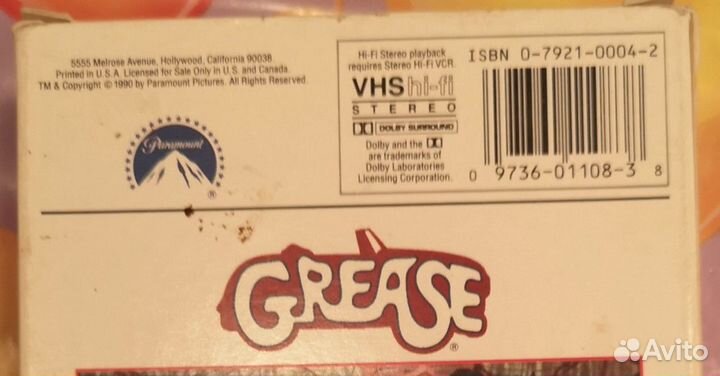 5555 Melrose Avenue, Hollywood, California 90038
Printed in U.S.A. Licensed for Sale Only in U.S. and Canada.
TM & Copyright © 1990 by Paramount Pictures. All Rights Reserved.
Paramount
®
Hi-Fi Stereo playback
requires Stereo Hi-Fi VCR
VHS hi-fi
STEREO
DOLBY SURROUND
Dolby and the
are trademarks of
Dolby Laboratories
Licensing Corporation.
ISBN 0-7921-0004-2
0 9736-01108-3 8
GREASE
®
Avito